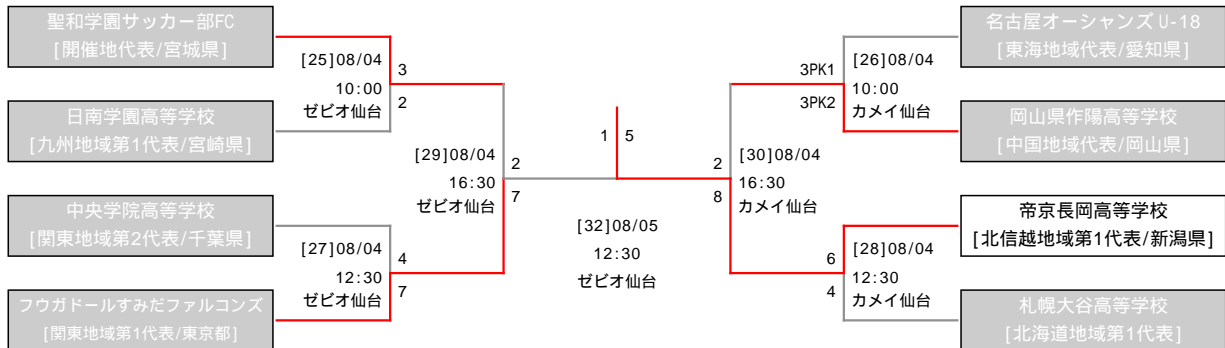 聖和学園サッカー部FC
[開催地代表/宮城県]
日南学園高等学校
[九州地域第1代表/宮崎県]
中央学院高等学校
[関東地域第2代表/千葉県]
フウガドールすみだファルコンズ
[関東地域第1代表/東京都]
[25]08/04
10:00
ゼビオ仙台
3
2
[27]08/04
12:30
ゼビオ仙台
4
7
[29]08/04
16:30
ゼビオ仙台
2
7
1 5
[32]08/05
12:30
ゼビオ仙台
2
8
[30]08/04
16:30
カメイ仙台
3PK1
3PK2
[26]08/04
10:00
カメイ仙台
6
4
[28]08/04
12:30
カメイ仙台
名古屋オーシャンズU-18
[東海地域代表/愛知県]
岡山県作陽高等学校
[中国地域代表/岡山県]
帝京長岡高等学校
[北信越地域第1代表/新潟県]
札幌大谷高等学校
[北海道地域第1代表]